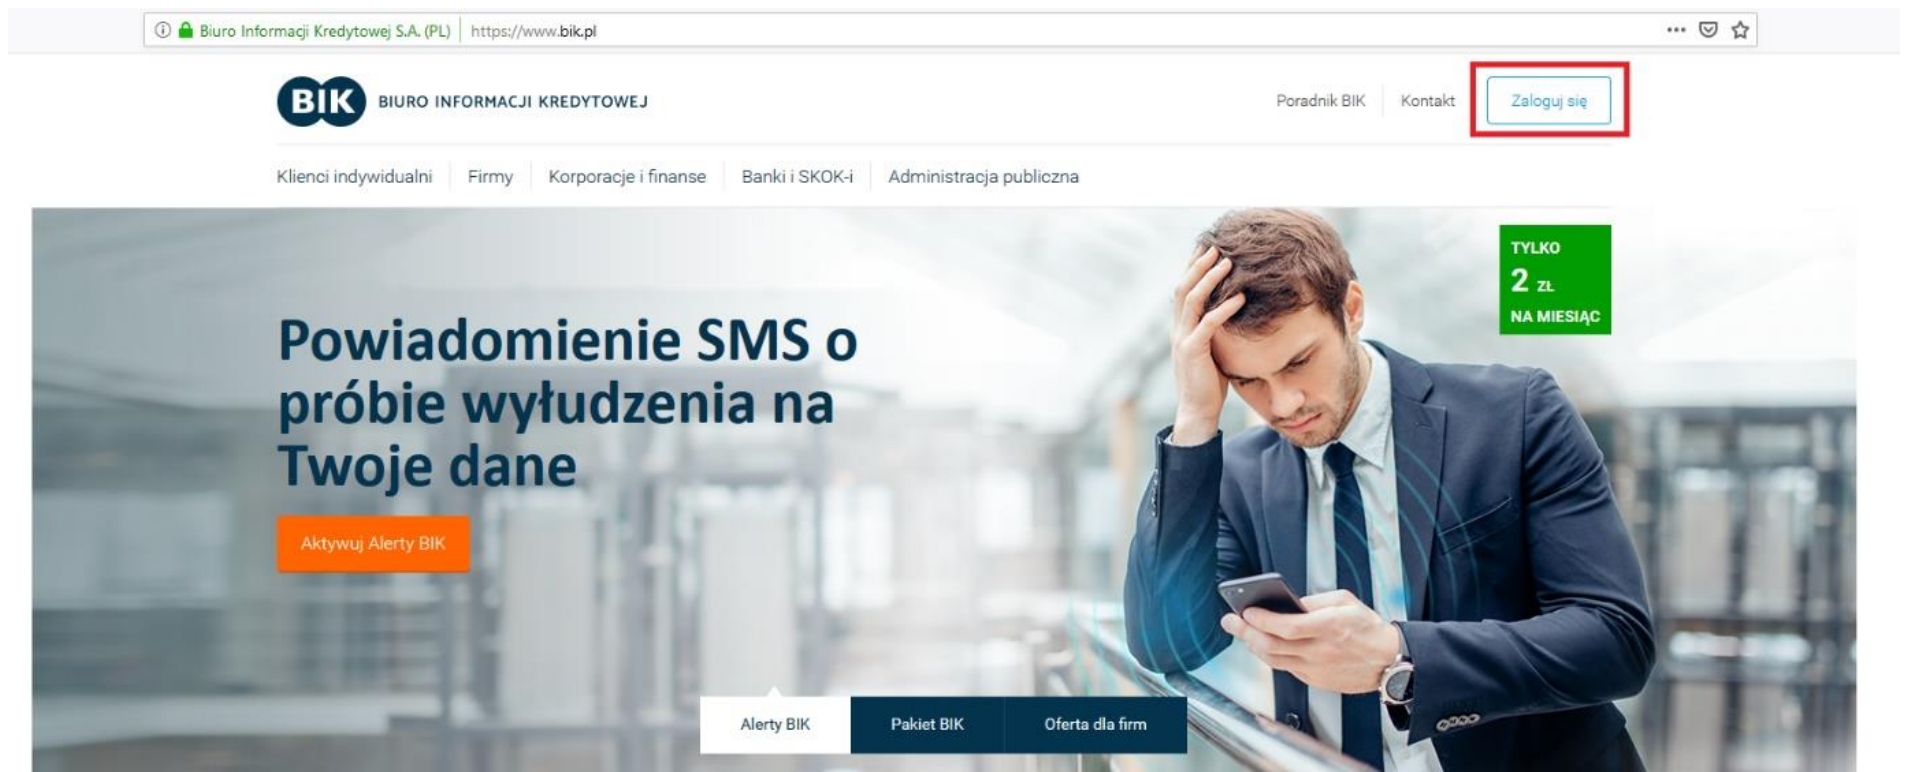 Biuro Informacji Kredytowej S.A. (PL) https://www.bik.pl
BIK BIURO INFORMACJI KREDYTOWEJ
Poradnik BIK Kontakt Zaloguj się
Klienci indywidualni Firmy Korporacje i finanse Banki i SKOK-i Administracja publiczna
TYLKO
2 ZŁ
NA MIESIĄC
Powiadomienie SMS o
próbie wyłudzenia na
Twoje dane
Aktywuj Alerty BIK
Alerty BIK Pakiet BIK Oferta dla firm